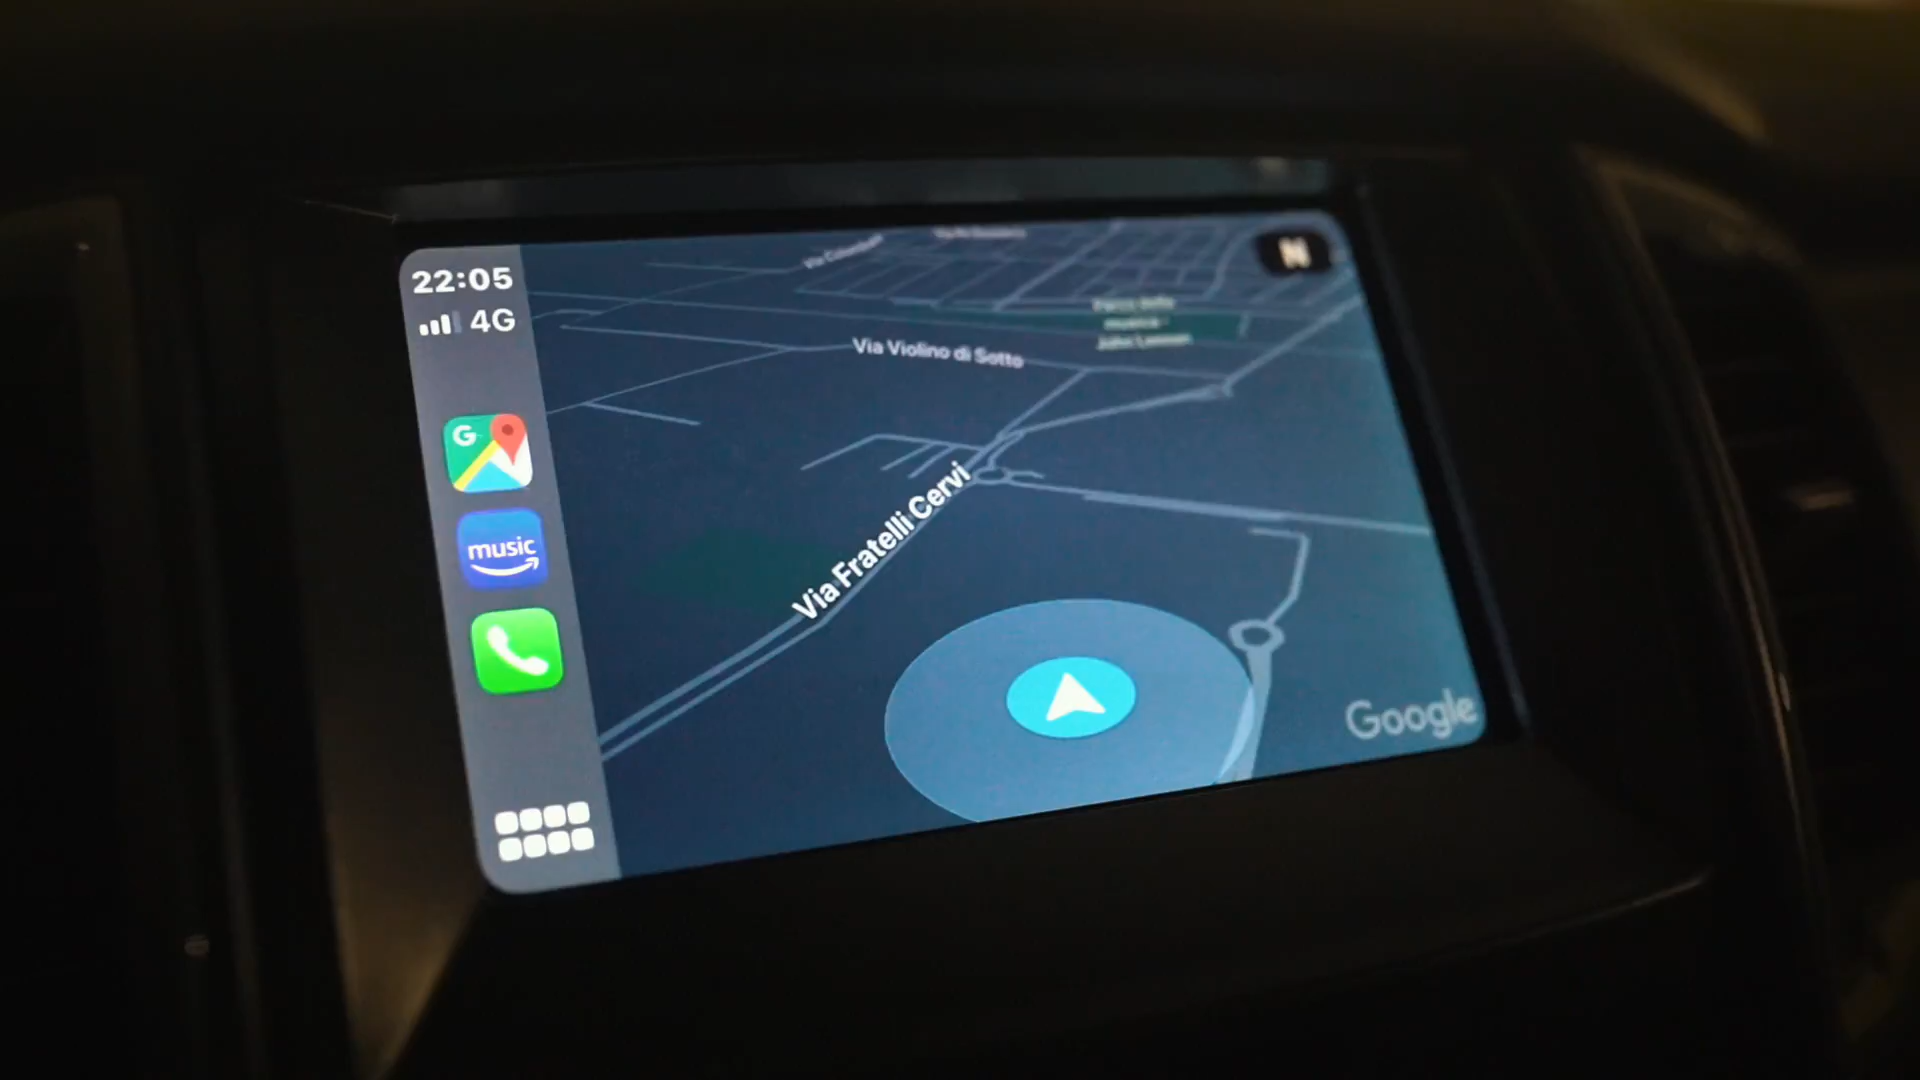 22:05
4G
N
Via Violino di Sotto
Via Fratelli Cervi
G
music
Google